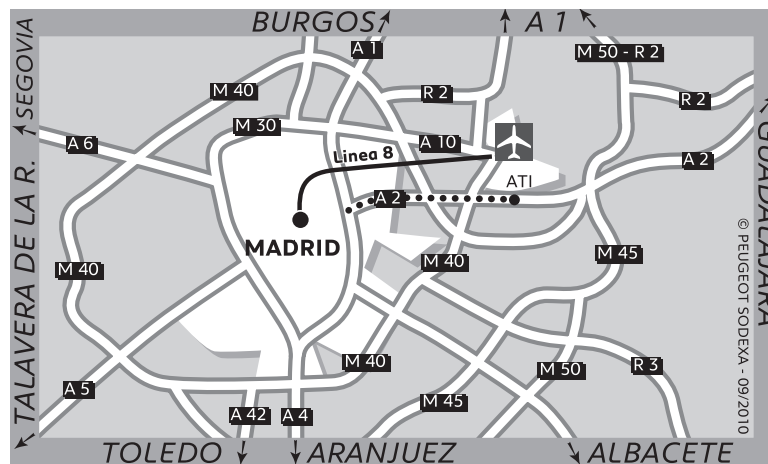 BURGOS
A 1
SEGOVIA
A 1
M 50 - R 2
M 40
R 2
R 2
M 30
A 10
A 6
Linea 8
A 2
ATI
A 2
GUADALAJARA
MADRID
TALAVERA DE LA R.
M 40
M 40
M 45
© PEUGEOT SODEXA - 09/2010
M 40
M 50
R 3
A 5
A 42
A 4
M 45
TOLEDO
ARANJUEZ
ALBACETE